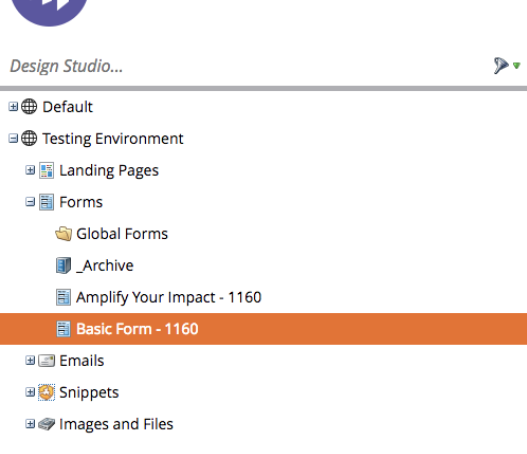 Design Studio...
Default
Testing Environment
Landing Pages
Forms
Global Forms
_Archive
Amplify Your Impact - 1160
Basic Form - 1160
Emails
Snippets
Images and Files